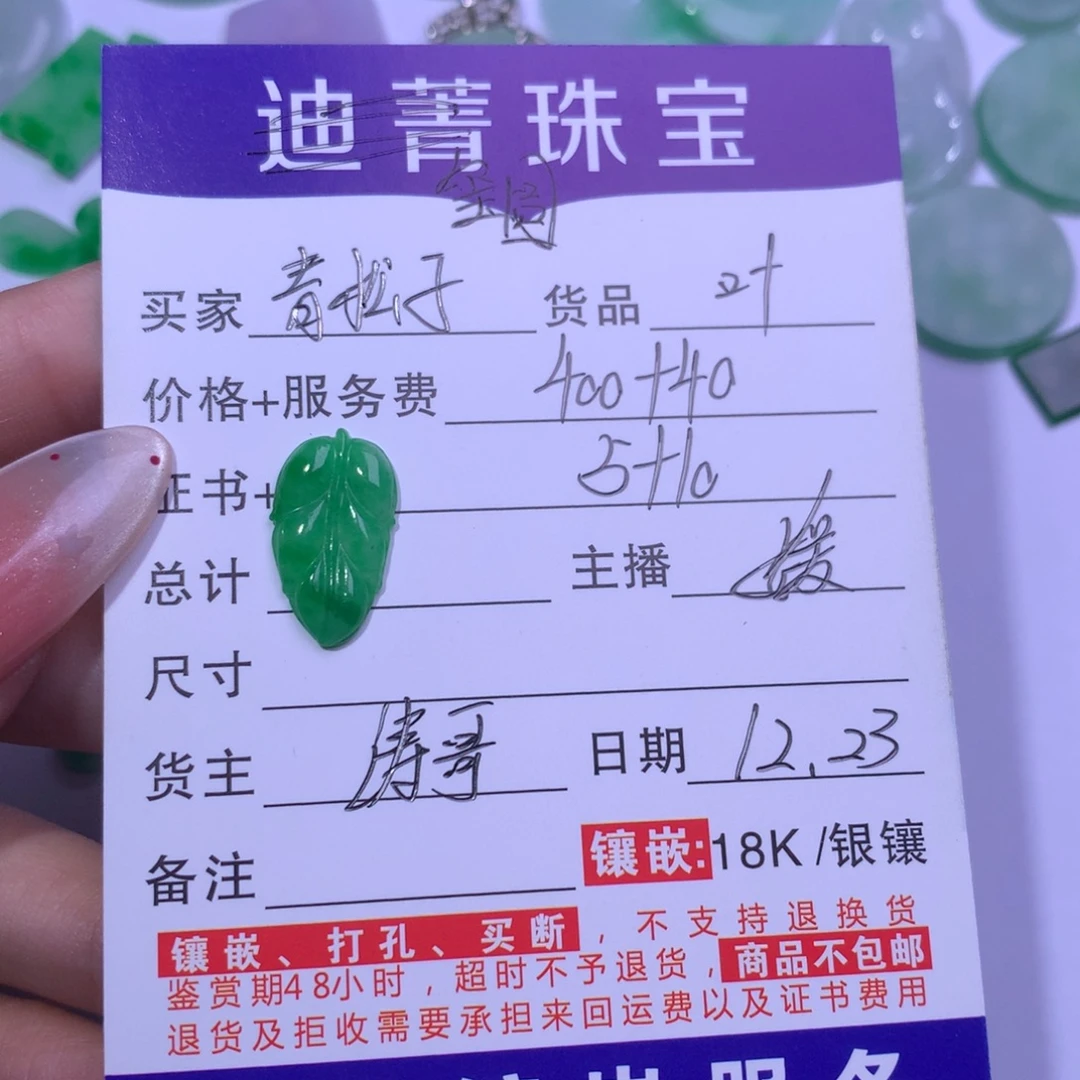 迪菁珠宝
买家 青松子 货品 叶
价格+服务费 400+40
证书+ 5+10
总计 主播 媛
尺寸
货主 涛哥 日期 12.23
备注 镶嵌:18K/银镶
镶嵌、打孔、买断，不支持退换货
鉴赏期48小时，超时不予退货，商品不包邮
退货及拒收需要承担来回运费以及证书费用